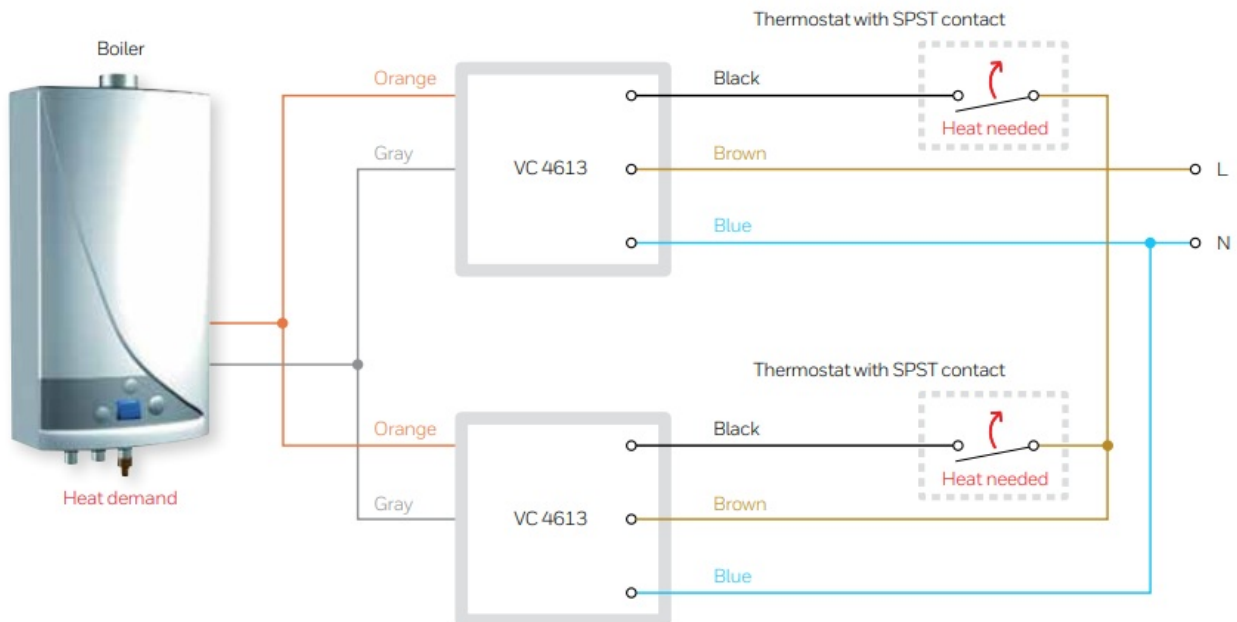 Thermostat with SPST contact
Boiler
Orange
Black
Heat needed
Gray
VC 4613
Brown
L
Blue
N
Thermostat with SPST contact
Orange
Black
Heat needed
Heat demand
Gray
VC 4613
Brown
Blue